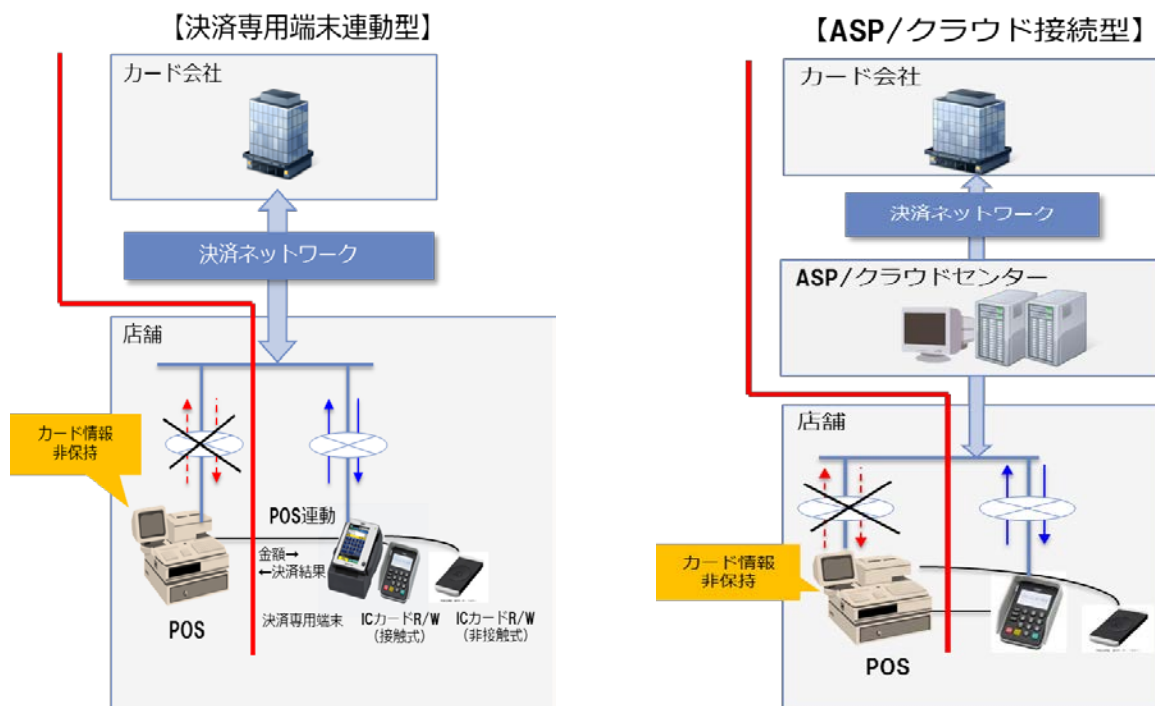 【決済専用端末連動型】
カード会社
決済ネットワーク
店舗
カード情報
非保持
POS連動
金額→
←決済結果
POS
決済専用端末
ICカードR/W
(接触式)
ICカードR/W
(非接触式)
【ASP/クラウド接続型】
カード会社
決済ネットワーク
ASP/クラウドセンター
店舗
カード情報
非保持
POS